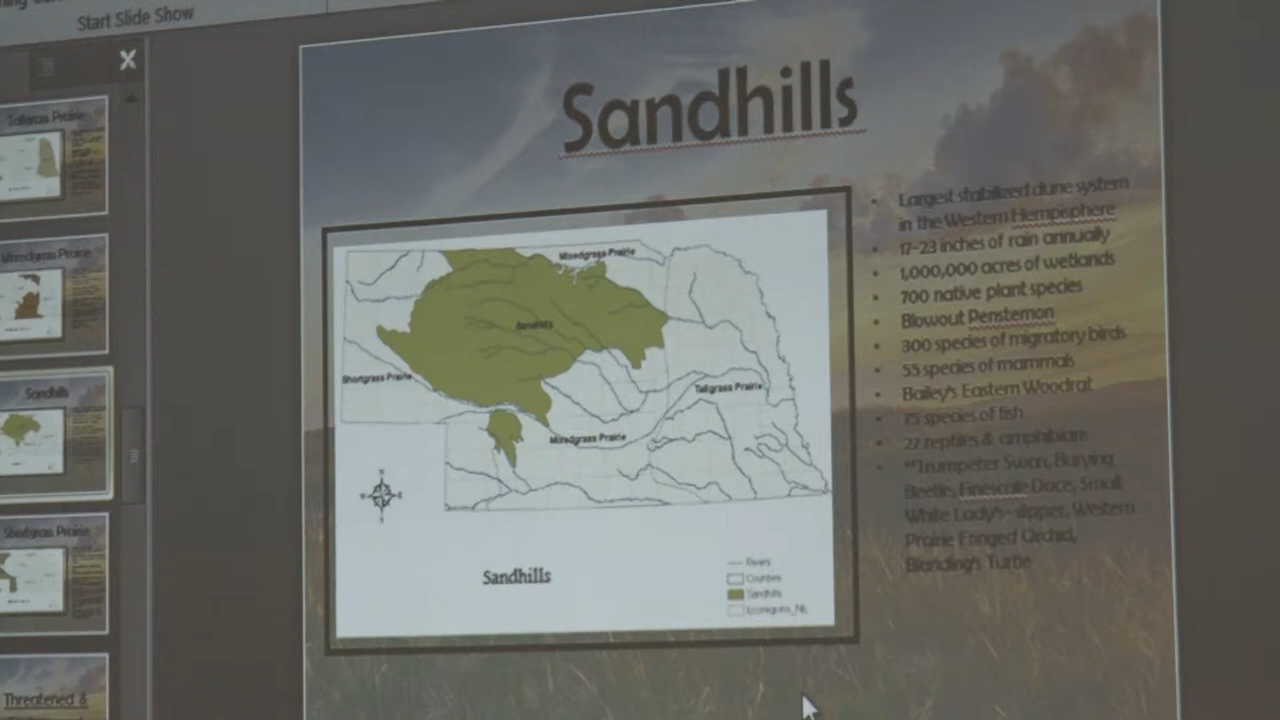 Start Slide Show
Tallgrass Prairie
Mixedgrass Prairie
Sandhills
Shortgrass Prairie
Threatened &
Sandhills
Mixedgrass Prairie
Sandhills
Shortgrass Prairie
Tallgrass Prairie
Mixedgrass Prairie
N
W
E
S
Sandhills
Rivers
Counties
Sandhills
Ecoregions_NE
• Largest stabilized dune system
in the Western Hempisphere
• 17-23 inches of rain annually
• 1,000,000 acres of wetlands
• 700 native plant species
• Blowout Penstemon
• 300 species of migratory birds
• 55 species of mammals
• Bailey's Eastern Woodrat
• 75 species of fish
• 27 reptiles & amphibians
• **Trumpeter Swan, Burying
Beetle, Finescale Dace, Small
White Lady's-slipper, Western
Prairie Fringed Orchid,
Blanding's Turtle